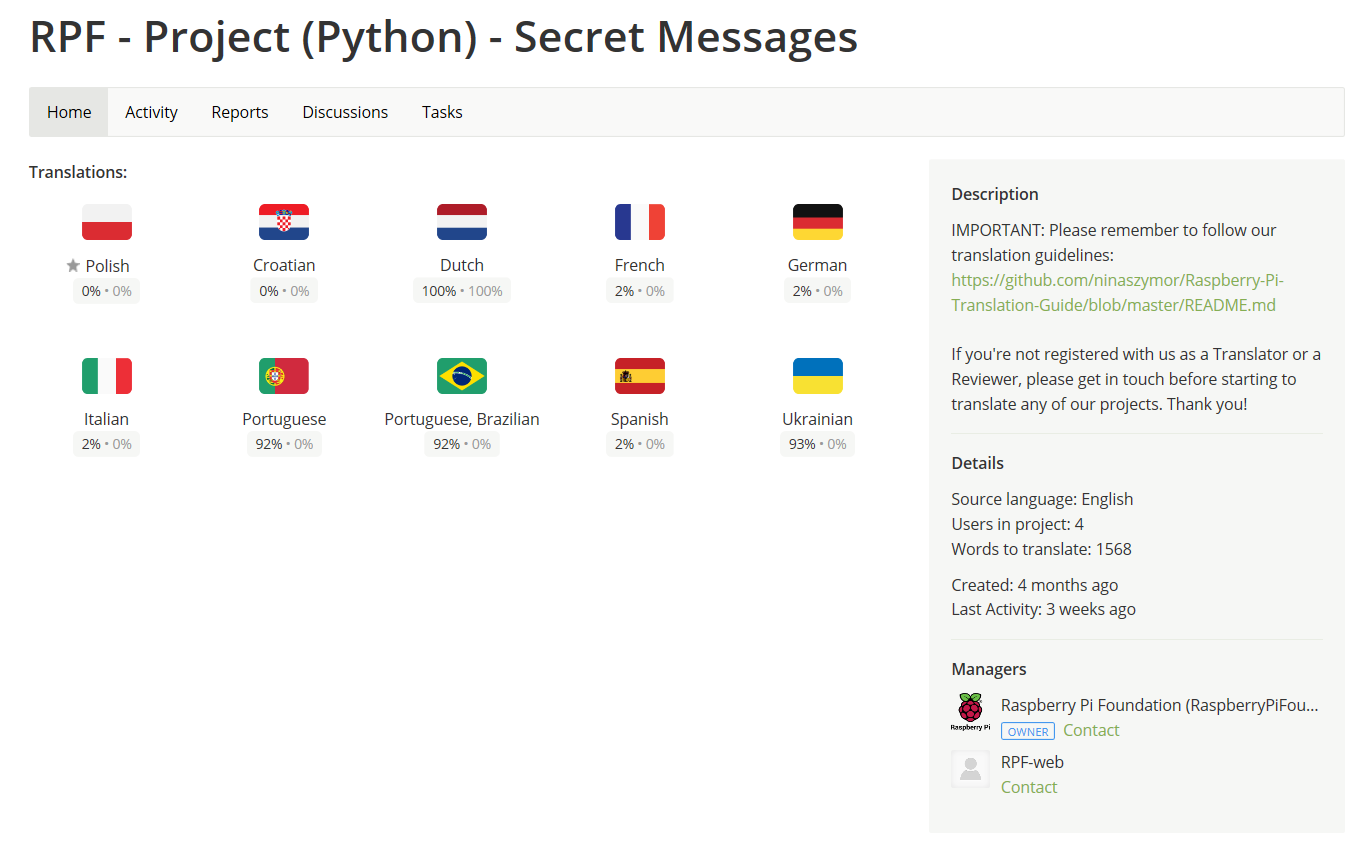 RPF - Project (Python) - Secret Messages
Home
Activity
Reports
Discussions
Tasks
Translations:
Polish
0% • 0%
Croatian
0% • 0%
Dutch
100% • 100%
French
2% • 0%
German
2% • 0%
Italian
2% • 0%
Portuguese
92% • 0%
Portuguese, Brazilian
92% • 0%
Spanish
2% • 0%
Ukrainian
93% • 0%
Description
IMPORTANT: Please remember to follow our
translation guidelines:
https://github.com/ninaszymor/Raspberry-Pi-
Translation-Guide/blob/master/README.md
If you're not registered with us as a Translator or a
Reviewer, please get in touch before starting to
translate any of our projects. Thank you!
Details
Source language: English
Users in project: 4
Words to translate: 1568
Created: 4 months ago
Last Activity: 3 weeks ago
Managers
Raspberry Pi
Raspberry Pi Foundation (RaspberryPiFou...
OWNER Contact
RPF-web
Contact